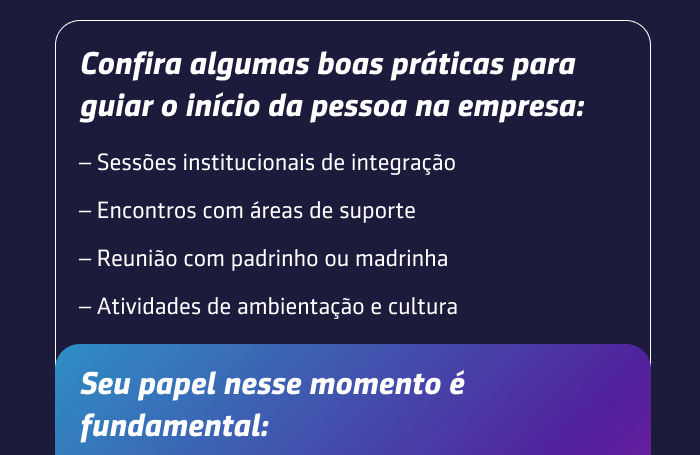 Confira algumas boas práticas para
guiar o início da pessoa na empresa:
– Sessões institucionais de integração
– Encontros com áreas de suporte
– Reunião com padrinho ou madrinha
– Atividades de ambientação e cultura
Seu papel nesse momento é
fundamental: